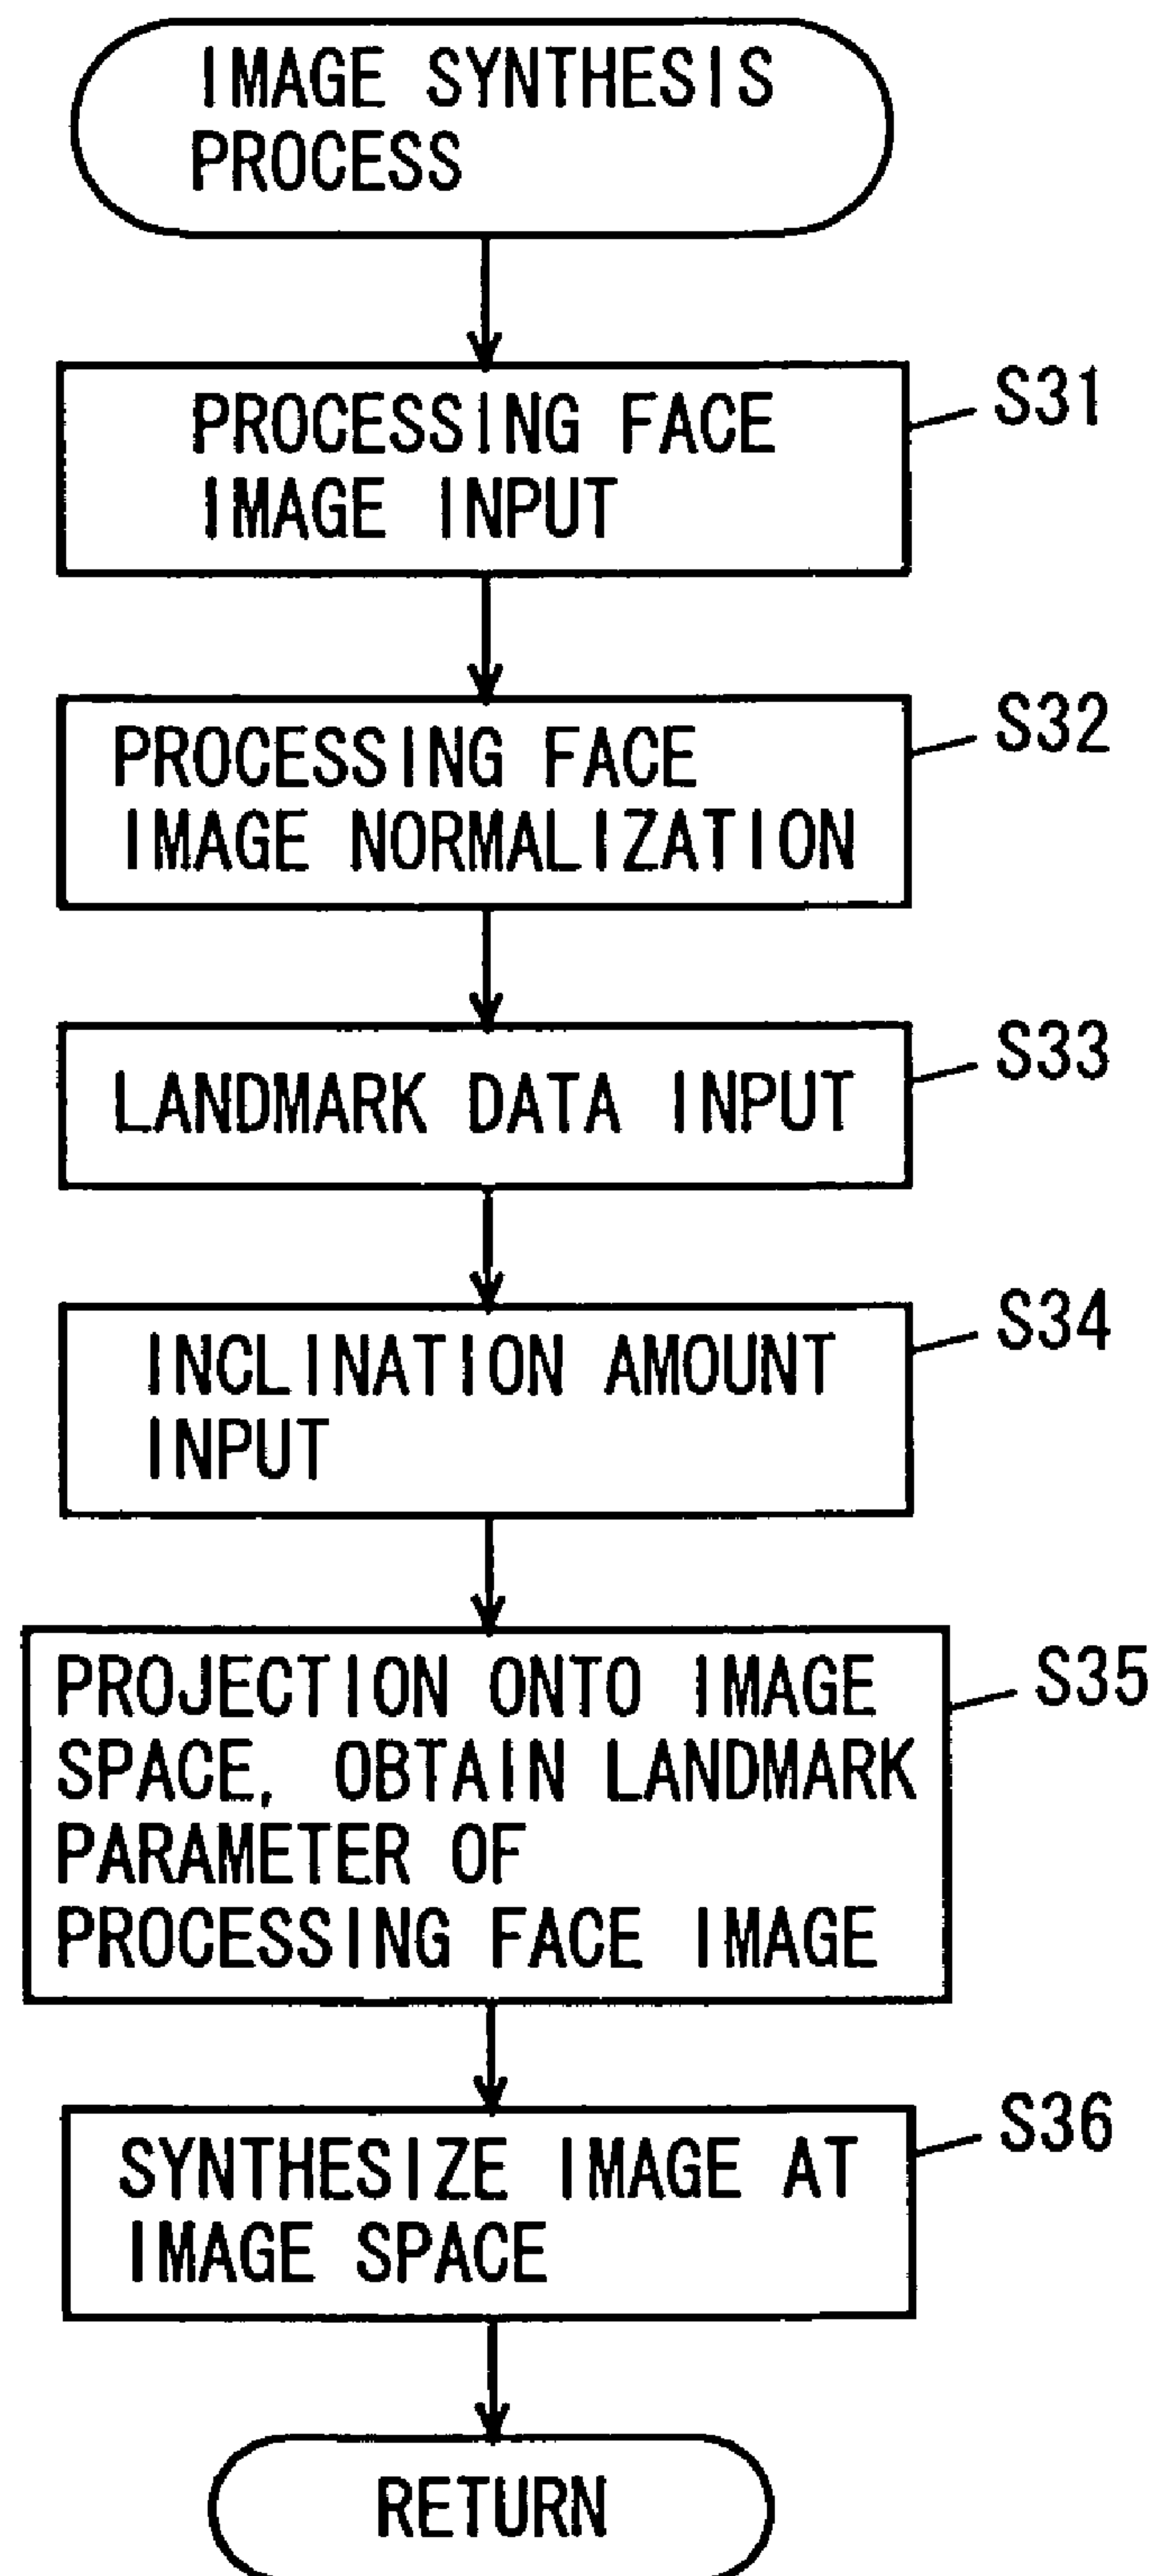 IMAGE SYNTHESIS
PROCESS
PROCESSING FACE
IMAGE INPUT
S31
PROCESSING FACE
IMAGE NORMALIZATION
S32
LANDMARK DATA INPUT
S33
INCLINATION AMOUNT
INPUT
S34
PROJECTION ONTO IMAGE
SPACE, OBTAIN LANDMARK
PARAMETER OF
PROCESSING FACE IMAGE
S35
SYNTHESIZE IMAGE AT
IMAGE SPACE
S36
RETURN